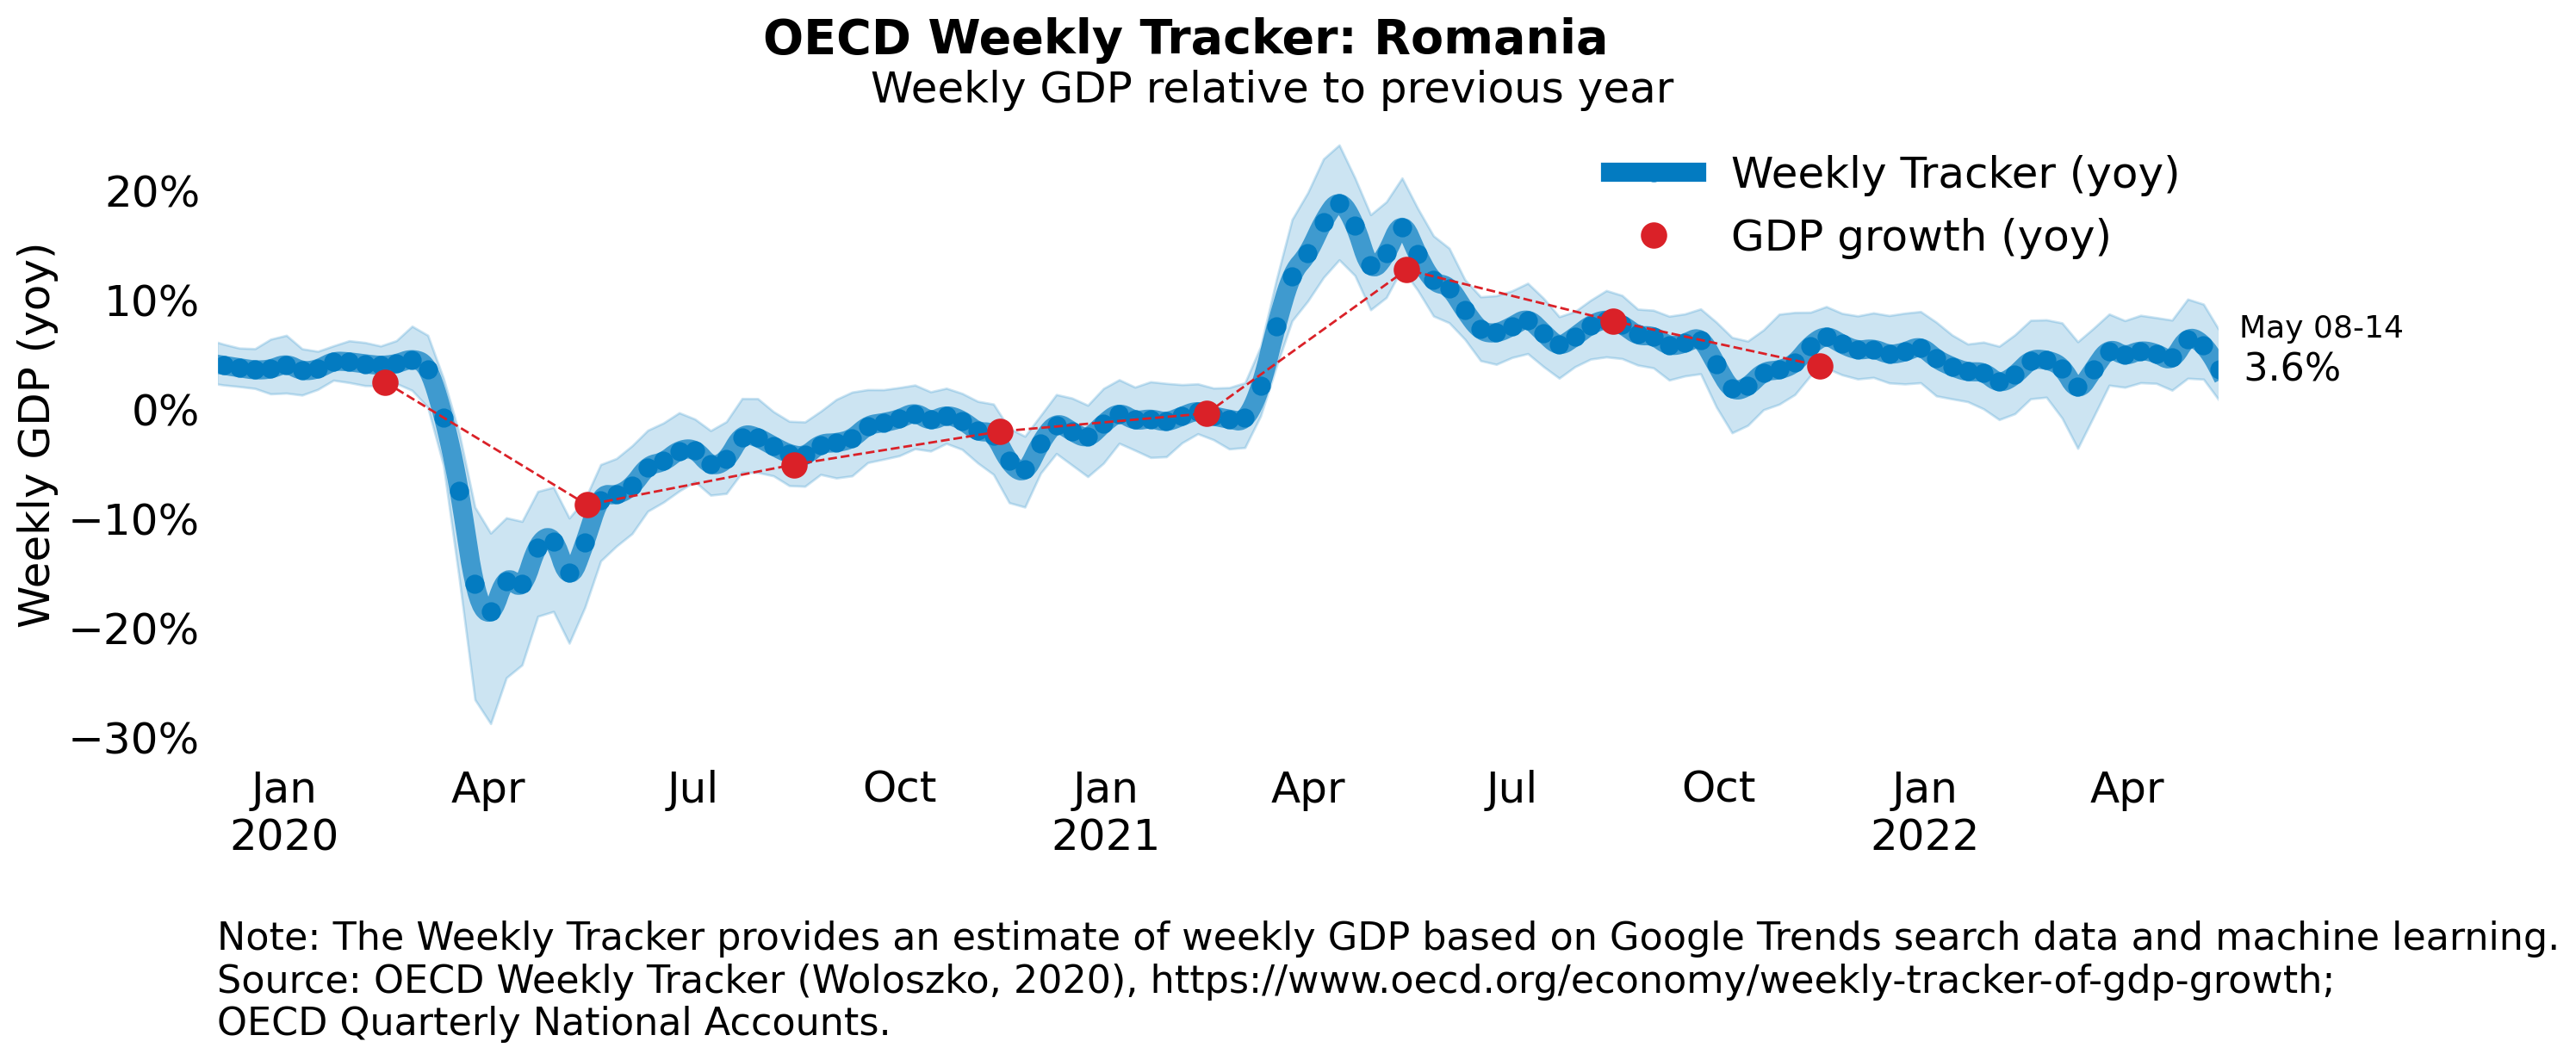 OECD Weekly Tracker: Romania
Weekly GDP relative to previous year
Weekly Tracker (yoy)
GDP growth (yoy)
Weekly GDP (yoy)
20%
10%
0%
−10%
−20%
−30%
May 08-14
3.6%
Jan Apr Jul Oct Jan Apr Jul Oct Jan Apr
2020 2021 2022
Note: The Weekly Tracker provides an estimate of weekly GDP based on Google Trends search data and machine learning.
Source: OECD Weekly Tracker (Woloszko, 2020), https://www.oecd.org/economy/weekly-tracker-of-gdp-growth;
OECD Quarterly National Accounts.